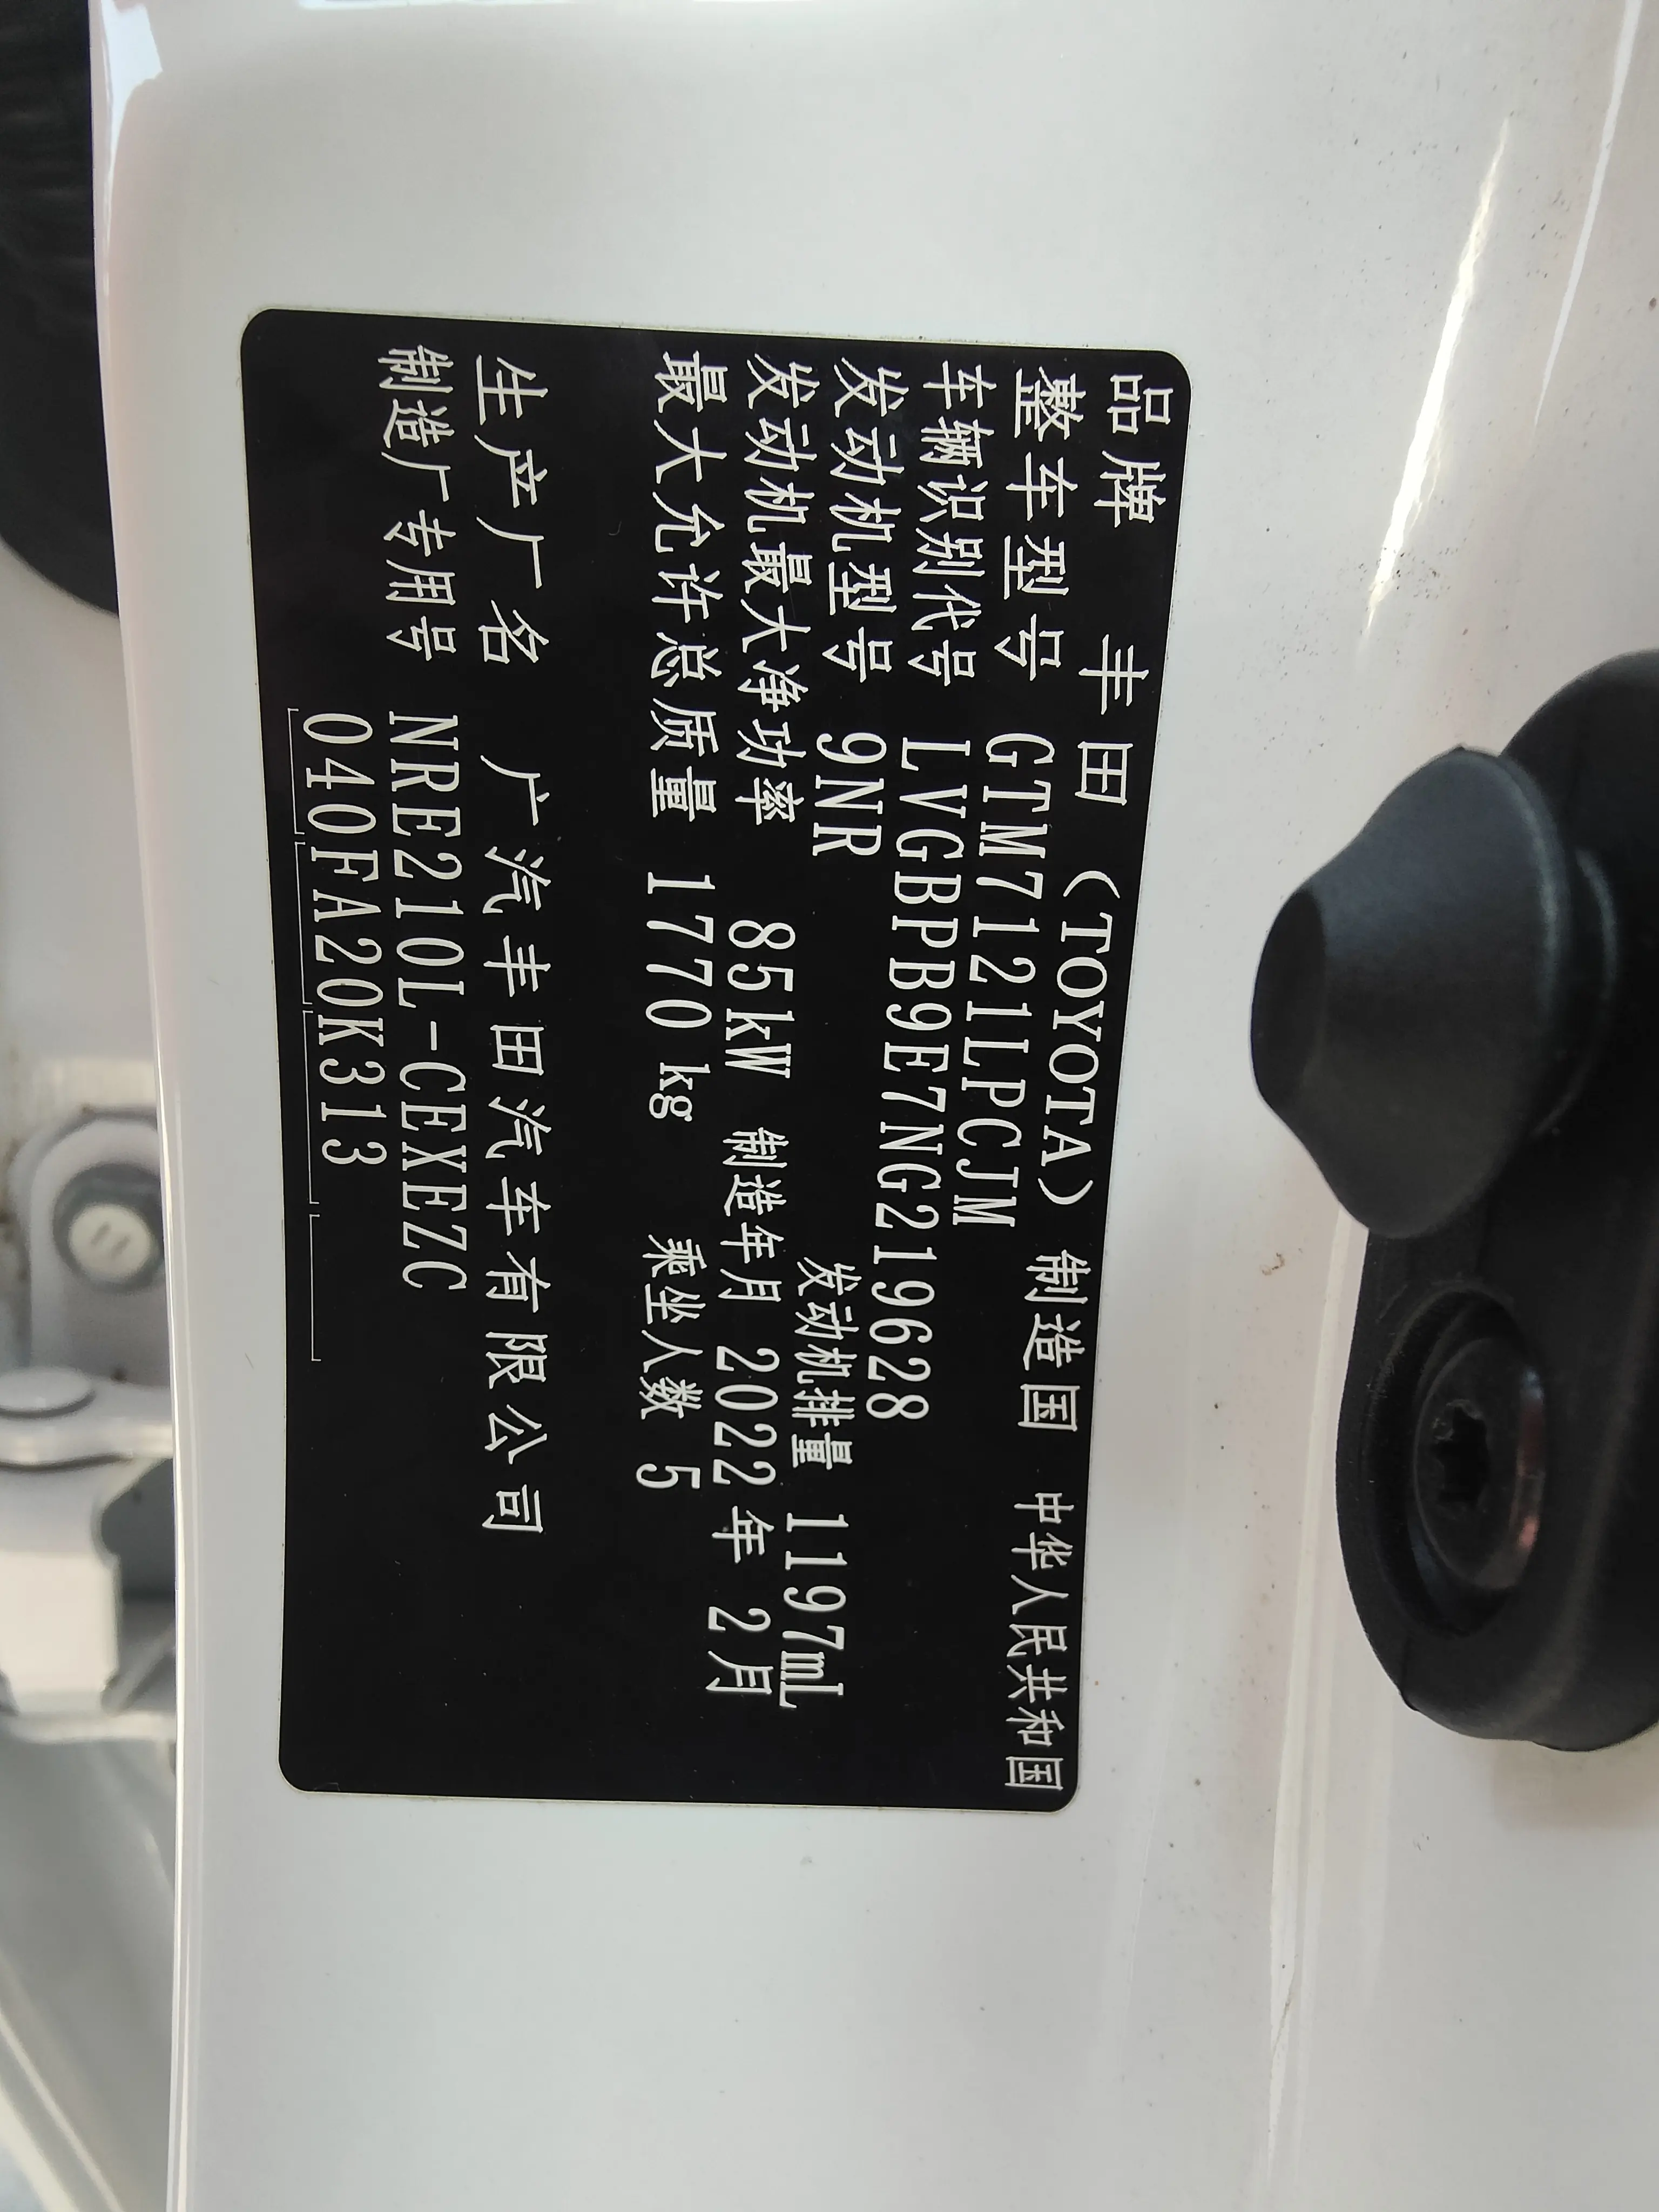 品牌 丰田(TOYOTA) 制造国 中华人民共和国
整车型号 GTM7121LPCJM
车辆识别代号 LVGBPB9E7NG219628
发动机型号 9NR 发动机排量 1197mL
发动机最大净功率 85kW 制造年月 2022年 2月
最大允许总质量 1770 kg 乘坐人数 5
生产厂名 广汽丰田汽车有限公司
制造厂专用号 NRE210L-CEXEZC
040FA20K313